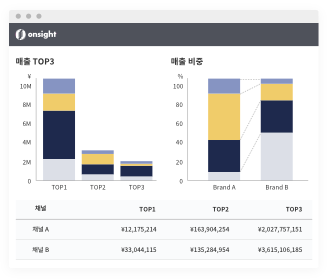 onsight
매출 TOP3
매출 비중
¥
10M
8M
6M
4M
2M
0
TOP1
TOP2
TOP3
%
100
80
60
40
20
0
Brand A
Brand B
채널
TOP1
TOP2
TOP3
채널 A
¥12,175,214
¥163,904,254
¥2,027,757,151
채널 B
¥33,044,115
¥135,284,954
¥3,615,106,185